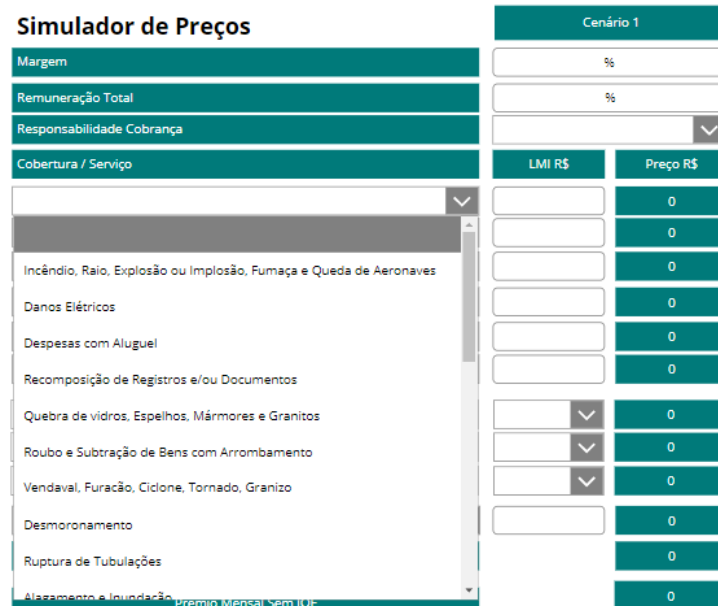 Simulador de Preços
Cenário 1
Margem
%
Remuneração Total
%
Responsabilidade Cobrança
Cobertura / Serviço
LMI R$
Preço R$
0
0
Incêndio, Raio, Explosão ou Implosão, Fumaça e Queda de Aeronaves
0
Danos Elétricos
0
Despesas com Aluguel
0
Recomposição de Registros e/ou Documentos
0
Quebra de vidros, Espelhos, Mármores e Granitos
0
Roubo e Subtração de Bens com Arrombamento
0
Vendaval, Furacão, Ciclone, Tornado, Granizo
0
Desmoronamento
0
Ruptura de Tubulações
0
Alagamento e Inundação
Prêmio Mensal Sem IOF
0